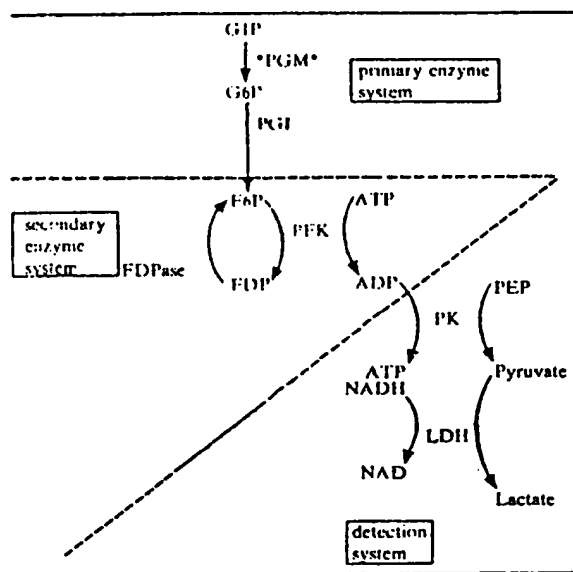 G1P
*PGM*
G6P
PGI
primary enzyme
system
F6P
ATP
PFK
secondary
enzyme
system
FDPase
FDP
ADP
PEP
PK
ATP
NADH
Pyruvate
LDH
NAD
Lactate
detection
system